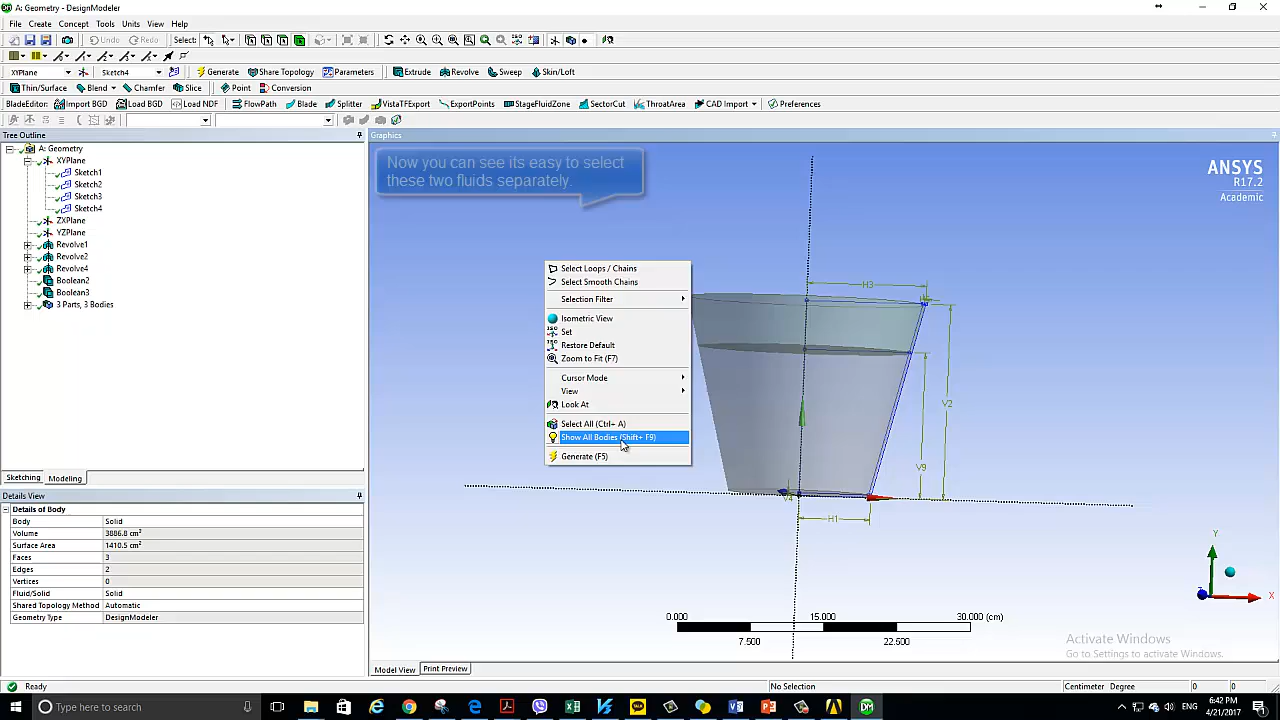 A: Geometry - DesignModeler
File Create Concept Tools Units View Help
Undo Redo Select:
XYPlane Sketch4 Generate Share Topology Parameters Extrude Revolve Sweep Skin/Loft
Thin/Surface Blend Chamfer Slice Point Conversion
BladeEditor: Import BGD Load BGD Load NDF FlowPath Blade Splitter VistaTFExport ExportPoints StageFluidZone SectorCut ThroatArea CAD Import Preferences
Tree Outline
A: Geometry
XYPlane
Sketch1
Sketch2
Sketch3
Sketch4
ZXPlane
YZPlane
Revolve1
Revolve2
Revolve4
Boolean2
Boolean3
3 Parts, 3 Bodies
Sketching Modeling
Details View
Details of Body
Body Solid
Volume 3886.8 cm³
Surface Area 1410.5 cm²
Faces 3
Edges 2
Vertices 0
Fluid/Solid Solid
Shared Topology Method Automatic
Geometry Type DesignModeler
Graphics
Now you can see its easy to select
these two fluids separately.
ANSYS
R17.2
Academic
Select Loops / Chains
Select Smooth Chains
Selection Filter
Isometric View
ISO Set
Restore Default
Zoom to Fit (F7)
Cursor Mode
View
Look At
Select All (Ctrl+ A)
Show All Bodies (Shift+ F9)
Generate (F5)
H3
V2
V9
V4
H1
Y
X
Z
0.000 15.000 30.000 (cm)
7.500 22.500
Activate Windows
Go to Settings to activate Windows.
Model View Print Preview
Ready No Selection Centimeter Degree 0 0
Type here to search
6:42 PM
4/21/2017